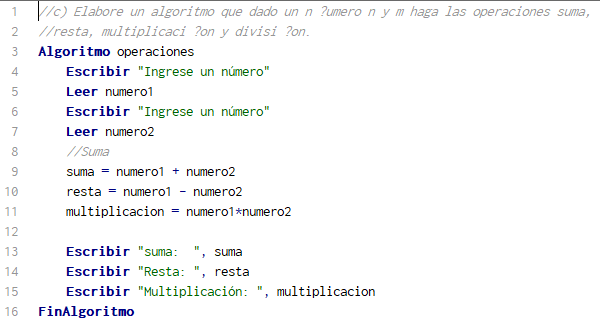 1 //c) Elabore un algoritmo que dado un n ?umero n y m haga las operaciones suma,
2 //resta, multiplicaci ?on y divisi ?on.
3 Algoritmo operaciones
4 Escribir "Ingrese un número"
5 Leer numero1
6 Escribir "Ingrese un número"
7 Leer numero2
8 //Suma
9 suma = numero1 + numero2
10 resta = numero1 - numero2
11 multiplicacion = numero1*numero2
12
13 Escribir "suma:  ", suma
14 Escribir "Resta: ", resta
15 Escribir "Multiplicación: ", multiplicacion
16 FinAlgoritmo